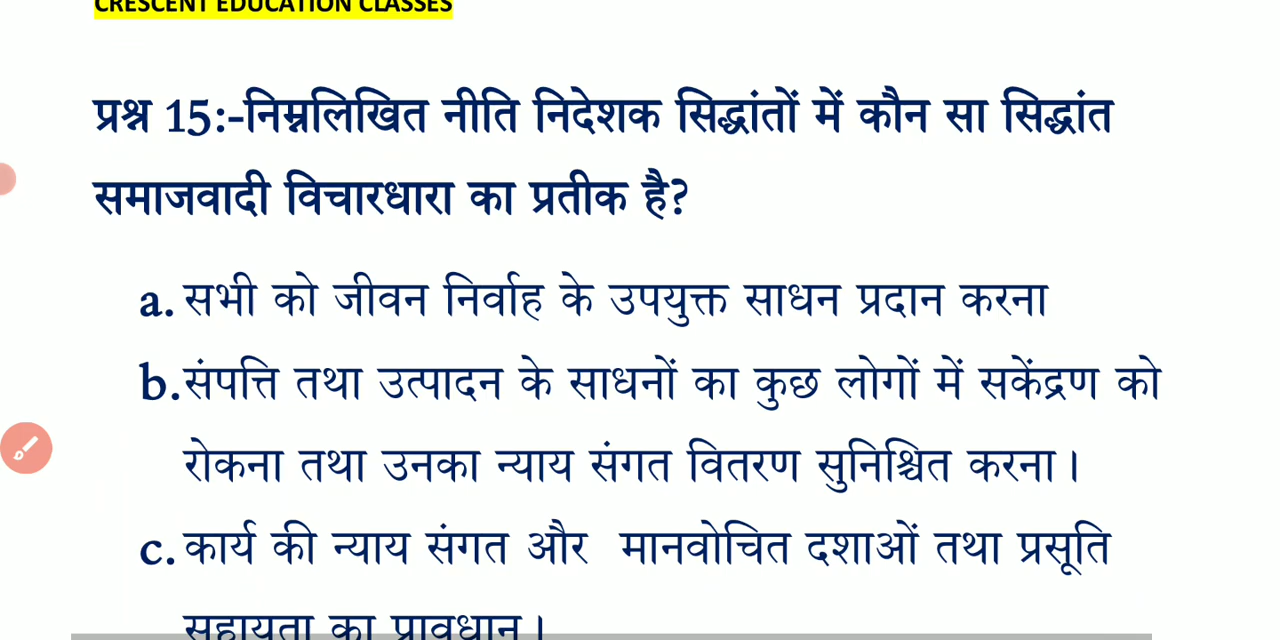 CRESCENT EDUCATION CLASSES
प्रश्न 15:-निम्नलिखित नीति निदेशक सिद्धांतों में कौन सा सिद्धांत
समाजवादी विचारधारा का प्रतीक है?
a. सभी को जीवन निर्वाह के उपयुक्त साधन प्रदान करना
b. संपत्ति तथा उत्पादन के साधनों का कुछ लोगों में सकेंद्रण को
रोकना तथा उनका न्याय संगत वितरण सुनिश्चित करना।
c. कार्य की न्याय संगत और मानवोचित दशाओं तथा प्रसूति
सहायता का प्रावधान।